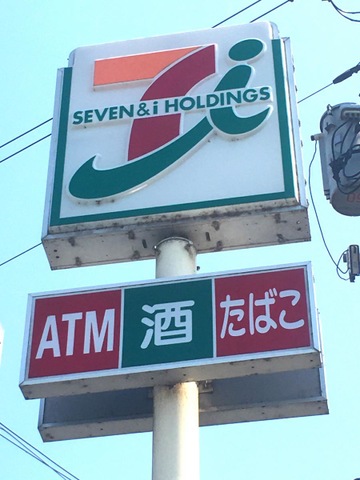 SEVEN & i HOLDINGS
ATM 酒 たばこ